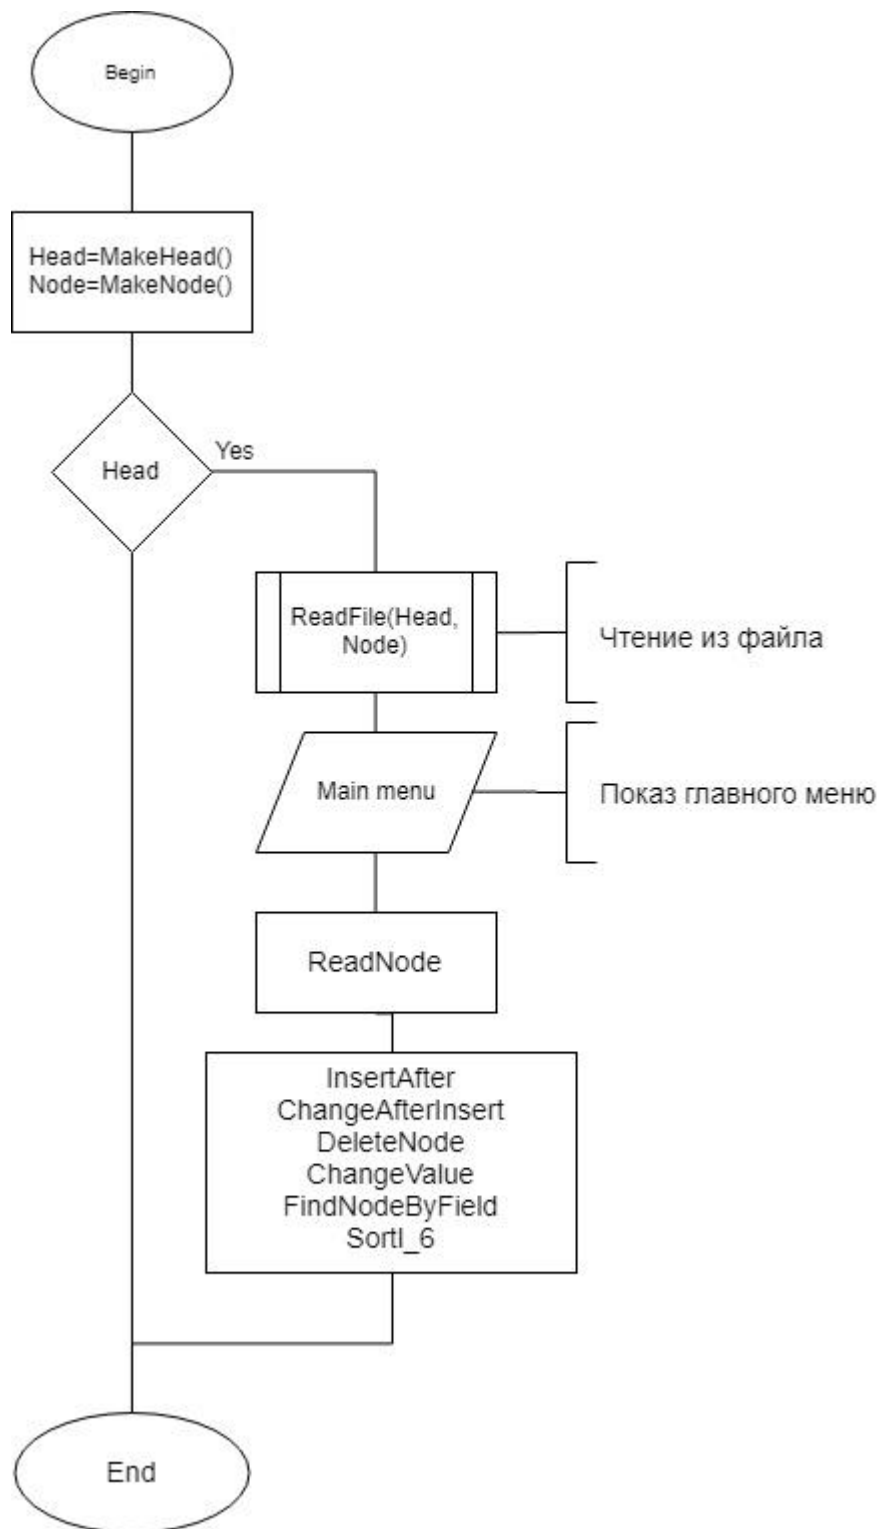 Begin
Head=MakeHead()
Node=MakeNode()
Head
Yes
ReadFile(Head,
Node)
Чтение из файла
Main menu
Показ главного меню
ReadNode
InsertAfter
ChangeAfterInsert
DeleteNode
ChangeValue
FindNodeByField
SortI_6
End